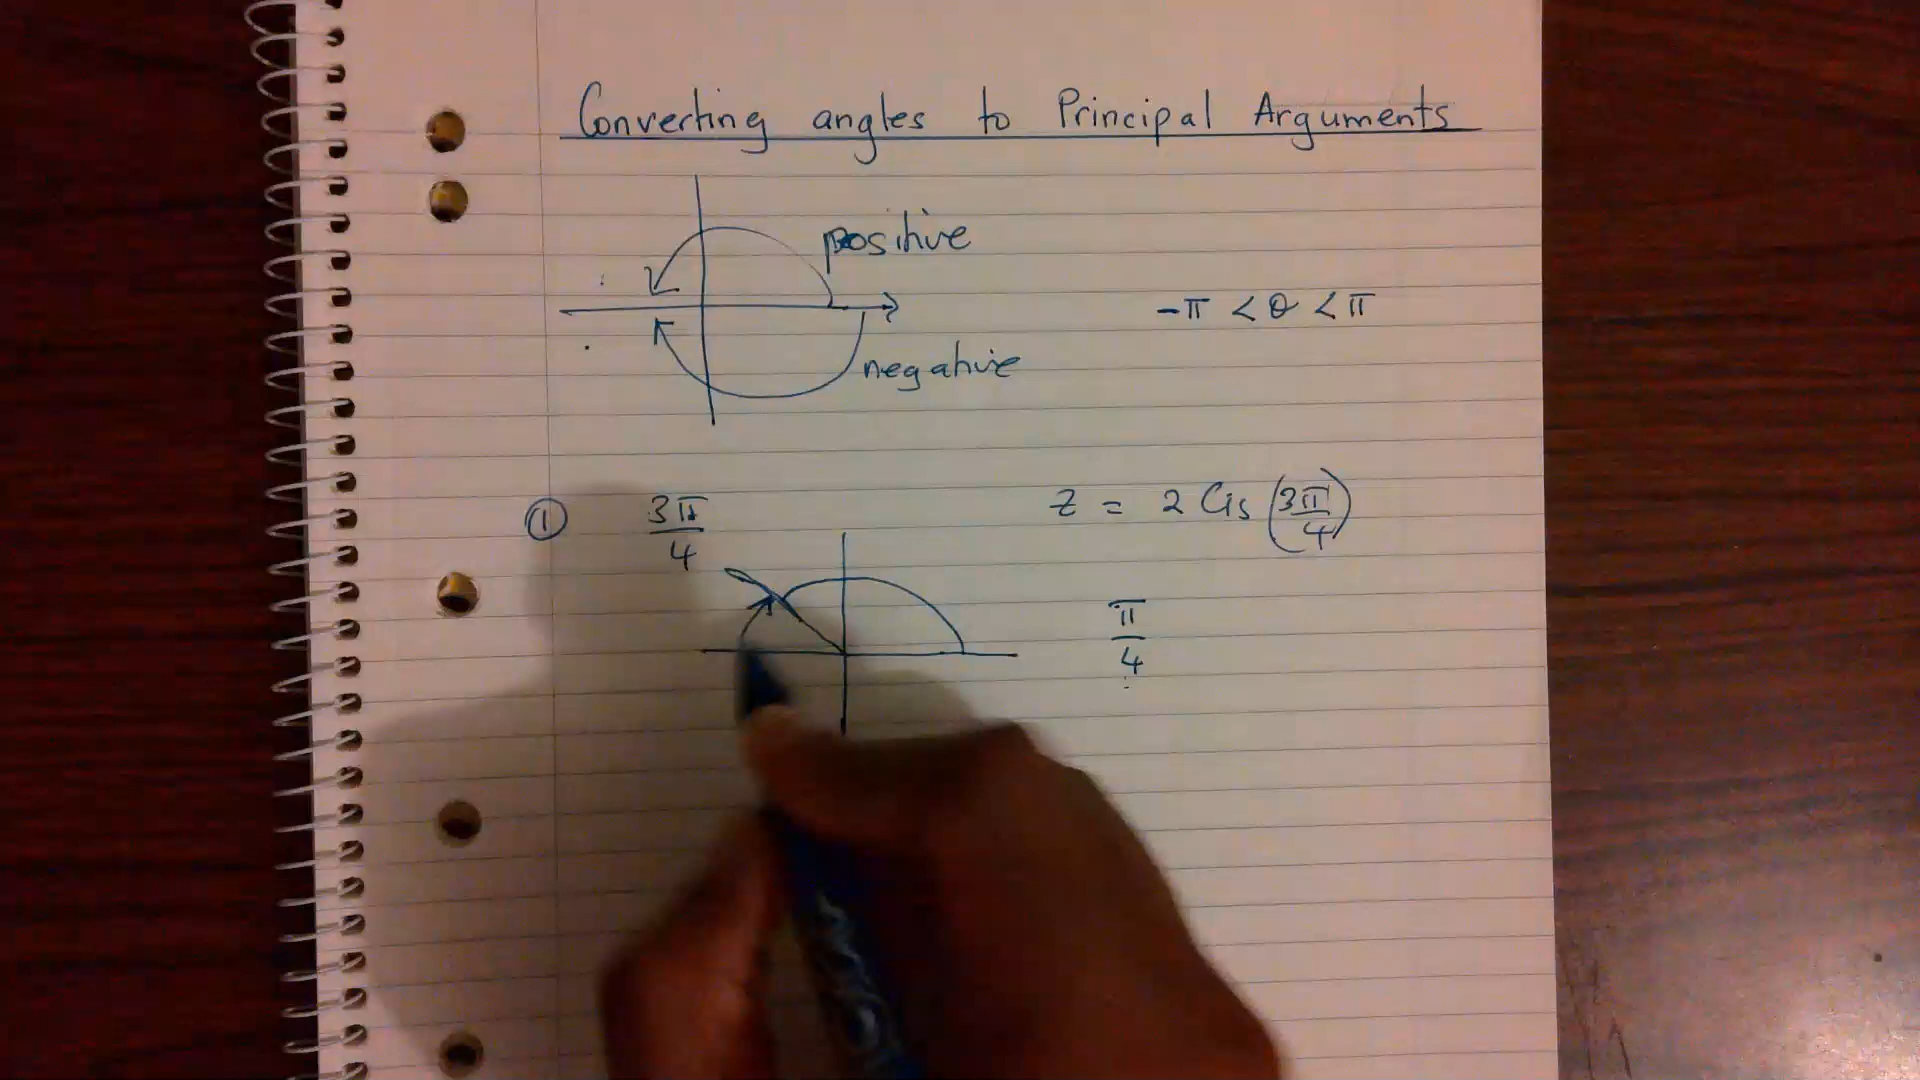 Converting angles to Principal Arguments
positive
-π < θ < π
negative
① 3π/4
z = 2 Cis (3π/4)
π/4